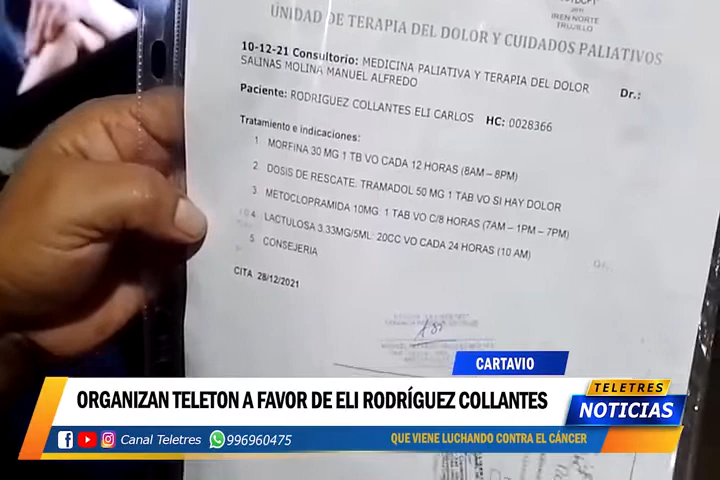 IREN NORTE
TRUJILLO
UNIDAD DE TERAPIA DEL DOLOR Y CUIDADOS PALIATIVOS
10-12-21 Consultorio: MEDICINA PALIATIVA Y TERAPIA DEL DOLOR Dr.:
SALINAS MOLINA MANUEL ALFREDO
Paciente: RODRIGUEZ COLLANTES ELI CARLOS HC: 0028366
Tratamiento e indicaciones:
1 MORFINA 30 MG 1 TB VO CADA 12 HORAS (8AM – 8PM)
2 DOSIS DE RESCATE. TRAMADOL 50 MG 1 TAB VO SI HAY DOLOR
3 METOCLOPRAMIDA 10MG: 1 TAB VO C/8 HORAS (7AM – 1PM – 7PM)
4 LACTULOSA 3.33MG/5ML: 20CC VO CADA 24 HORAS (10 AM)
5 CONSEJERIA
CITA 28/12/2021
CARTAVIO
ORGANIZAN TELETON A FAVOR DE ELI RODRÍGUEZ COLLANTES
TELETRES
NOTICIAS
Canal Teletres 996960475
QUE VIENE LUCHANDO CONTRA EL CÁNCER